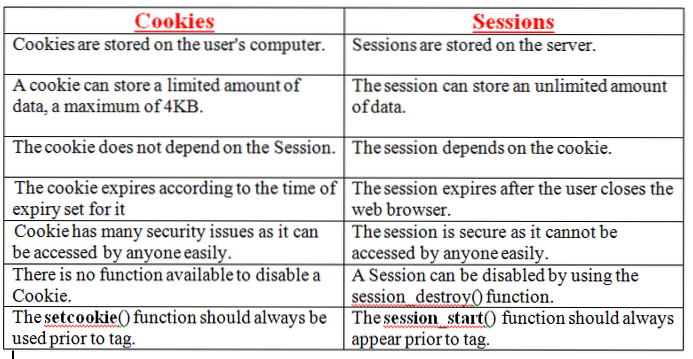 Cookies
Sessions
Cookies are stored on the user's computer.
Sessions are stored on the server.
A cookie can store a limited amount of
data, a maximum of 4KB.
The session can store an unlimited amount
of data.
The cookie does not depend on the Session.
The session depends on the cookie.
The cookie expires according to the time of
expiry set for it
The session expires after the user closes the
web browser.
Cookie has many security issues as it can
be accessed by anyone easily.
The session is secure as it cannot be
accessed by anyone easily.
There is no function available to disable a
Cookie.
A Session can be disabled by using the
session_destroy() function.
The setcookie() function should always be
used prior to tag.
The session_start() function should always
appear prior to tag.